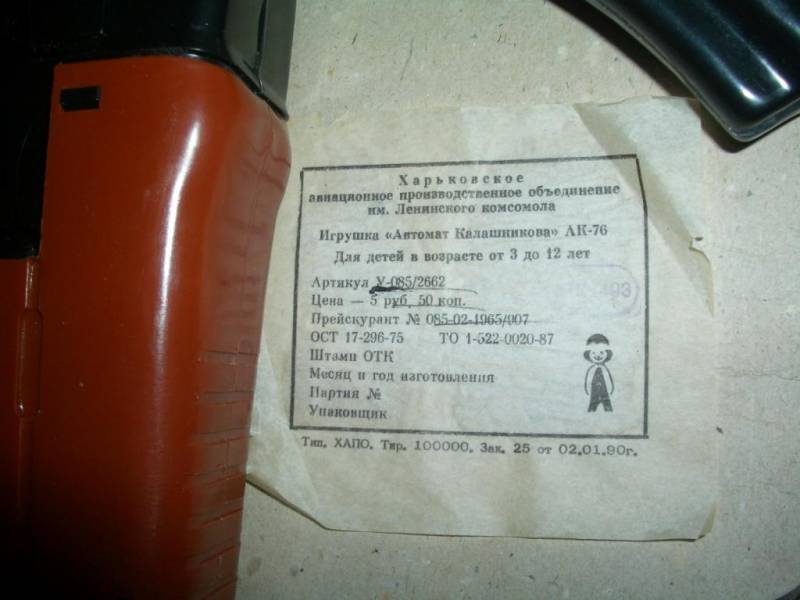 Харьковское
авиационное производственное объединение
им. Ленинского комсомола
Игрушка «Автомат Калашникова» АК-76
Для детей в возрасте от 3 до 12 лет
Артикул У-085/2662
Цена — 5 руб. 50 коп.
Прейскурант № 085-02-1965/007
ОСТ 17-296-75 ТО 1-522-0020-87
Штамп ОТК
Месяц и год изготовления
Партия №
Упаковщик
Тип. ХАПО. Тир. 100000. Зак. 25 от 02.01.90г.